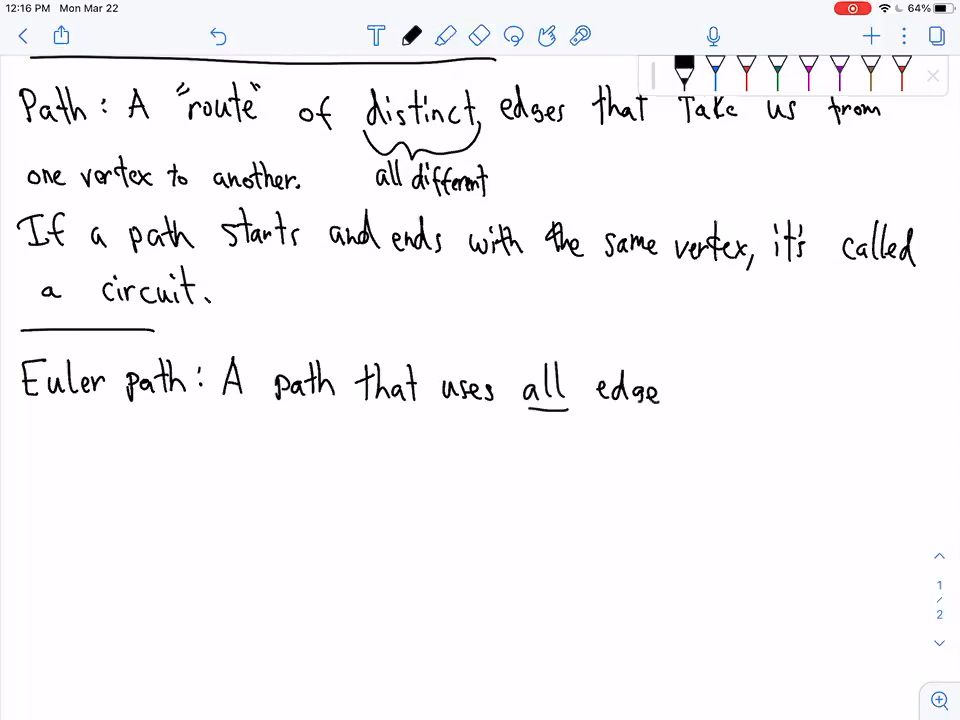 12:16 PM Mon Mar 22 64%
T
Path: A "route" of distinct edges that Take us from
one vertex to another. all different
If a path starts and ends with the same vertex, it's called
a circuit.
Euler path: A path that uses all edge
1
/
2